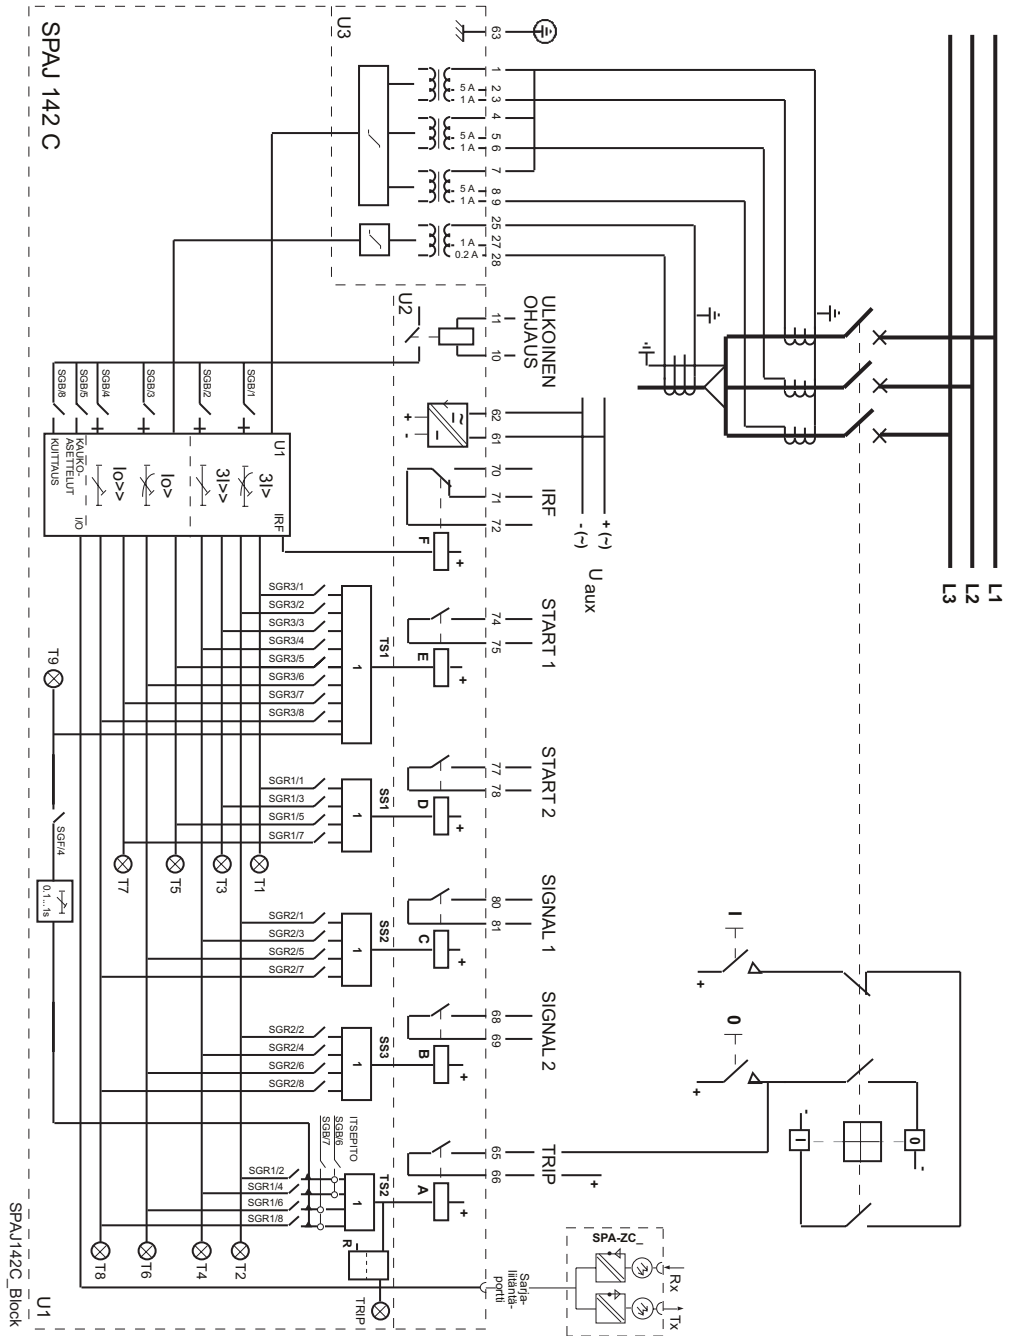 L1
L2
L3
63
1
2
3
4
5
6
7
8
9
25
27
28
5 A
1 A
5 A
1 A
5 A
1 A
1 A
0.2 A
U3
SPAJ 142 C
U2
ULKOINEN
OHJAUS
11
10
62
61
~
+
-
+ (~)
- (~)
U aux
IRF
70
71
72
F
+
START 1
74
75
E
+
START 2
77
78
D
+
SIGNAL 1
80
81
C
+
SIGNAL 2
68
69
B
+
TRIP
65
66
+
A
+
I
+
0
+
0
-
I
-
SGB/8
SGB/5
SGB/4
SGB/3
SGB/2
SGB/1
U1
IRF
3I>
3I>>
Io>
Io>>
KAUKO-
ASETTELUT
KUITTAUS
I/O
SGR3/1
SGR3/2
SGR3/3
SGR3/4
SGR3/5
SGR3/6
SGR3/7
SGR3/8
TS1
1
SGR1/1
SGR1/3
SGR1/5
SGR1/7
SS1
1
T1
T3
T5
T7
T9
SGF/4
0.1...1s
SGR2/1
SGR2/3
SGR2/5
SGR2/7
SS2
1
SGR2/2
SGR2/4
SGR2/6
SGR2/8
SS3
1
ITSEPITO
SGB/6
SGB/7
SGR1/2
SGR1/4
SGR1/6
SGR1/8
TS2
1
R
TRIP
T2
T4
T6
T8
Sarja-
liitäntä-
portti
SPA-ZC_
Rx
Tx
U1
SPAJ142C_Block